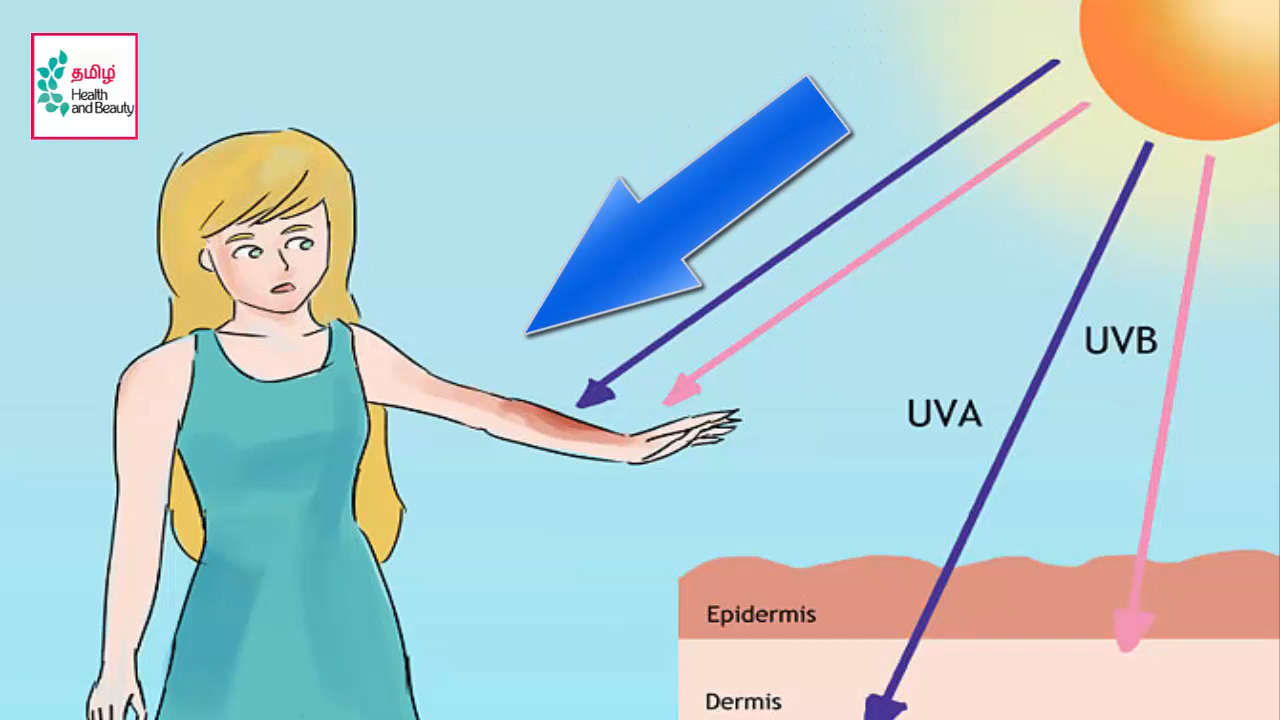 தமிழ்
Health
and Beauty
UVB
UVA
Epidermis
Dermis